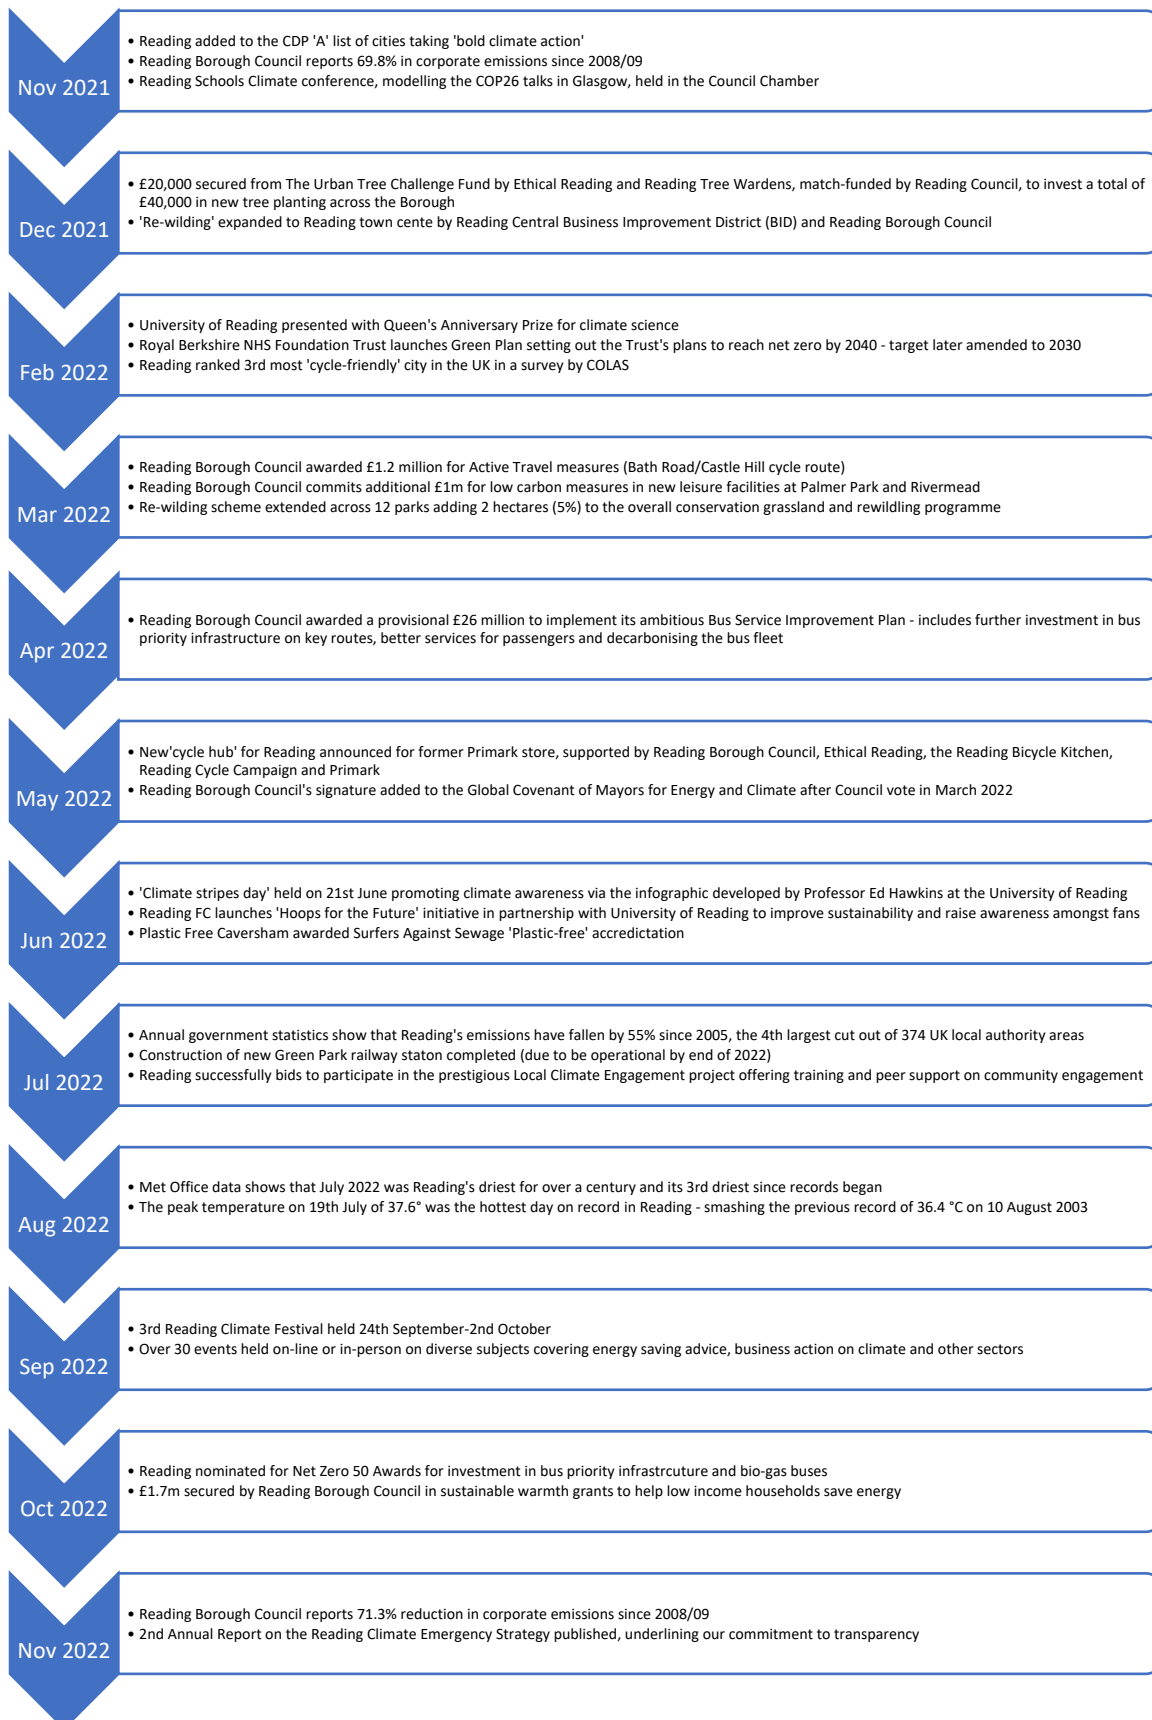 Nov 2021
• Reading added to the CDP 'A' list of cities taking 'bold climate action'
• Reading Borough Council reports 69.8% in corporate emissions since 2008/09
• Reading Schools Climate conference, modelling the COP26 talks in Glasgow, held in the Council Chamber
Dec 2021
• £20,000 secured from The Urban Tree Challenge Fund by Ethical Reading and Reading Tree Wardens, match-funded by Reading Council, to invest a total of
£40,000 in new tree planting across the Borough
• 'Re-wilding' expanded to Reading town cente by Reading Central Business Improvement District (BID) and Reading Borough Council
Feb 2022
• University of Reading presented with Queen's Anniversary Prize for climate science
• Royal Berkshire NHS Foundation Trust launches Green Plan setting out the Trust's plans to reach net zero by 2040 - target later amended to 2030
• Reading ranked 3rd most 'cycle-friendly' city in the UK in a survey by COLAS
Mar 2022
• Reading Borough Council awarded £1.2 million for Active Travel measures (Bath Road/Castle Hill cycle route)
• Reading Borough Council commits additional £1m for low carbon measures in new leisure facilities at Palmer Park and Rivermead
• Re-wilding scheme extended across 12 parks adding 2 hectares (5%) to the overall conservation grassland and rewildling programme
Apr 2022
• Reading Borough Council awarded a provisional £26 million to implement its ambitious Bus Service Improvement Plan - includes further investment in bus
priority infrastructure on key routes, better services for passengers and decarbonising the bus fleet
May 2022
• New'cycle hub' for Reading announced for former Primark store, supported by Reading Borough Council, Ethical Reading, the Reading Bicycle Kitchen,
Reading Cycle Campaign and Primark
• Reading Borough Council's signature added to the Global Covenant of Mayors for Energy and Climate after Council vote in March 2022
Jun 2022
• 'Climate stripes day' held on 21st June promoting climate awareness via the infographic developed by Professor Ed Hawkins at the University of Reading
• Reading FC launches 'Hoops for the Future' initiative in partnership with University of Reading to improve sustainability and raise awareness amongst fans
• Plastic Free Caversham awarded Surfers Against Sewage 'Plastic-free' accredictation
Jul 2022
• Annual government statistics show that Reading's emissions have fallen by 55% since 2005, the 4th largest cut out of 374 UK local authority areas
• Construction of new Green Park railway staton completed (due to be operational by end of 2022)
• Reading successfully bids to participate in the prestigious Local Climate Engagement project offering training and peer support on community engagement
Aug 2022
• Met Office data shows that July 2022 was Reading's driest for over a century and its 3rd driest since records began
• The peak temperature on 19th July of 37.6° was the hottest day on record in Reading - smashing the previous record of 36.4 °C on 10 August 2003
Sep 2022
• 3rd Reading Climate Festival held 24th September-2nd October
• Over 30 events held on-line or in-person on diverse subjects covering energy saving advice, business action on climate and other sectors
Oct 2022
• Reading nominated for Net Zero 50 Awards for investment in bus priority infrastrcuture and bio-gas buses
• £1.7m secured by Reading Borough Council in sustainable warmth grants to help low income households save energy
Nov 2022
• Reading Borough Council reports 71.3% reduction in corporate emissions since 2008/09
• 2nd Annual Report on the Reading Climate Emergency Strategy published, underlining our commitment to transparency